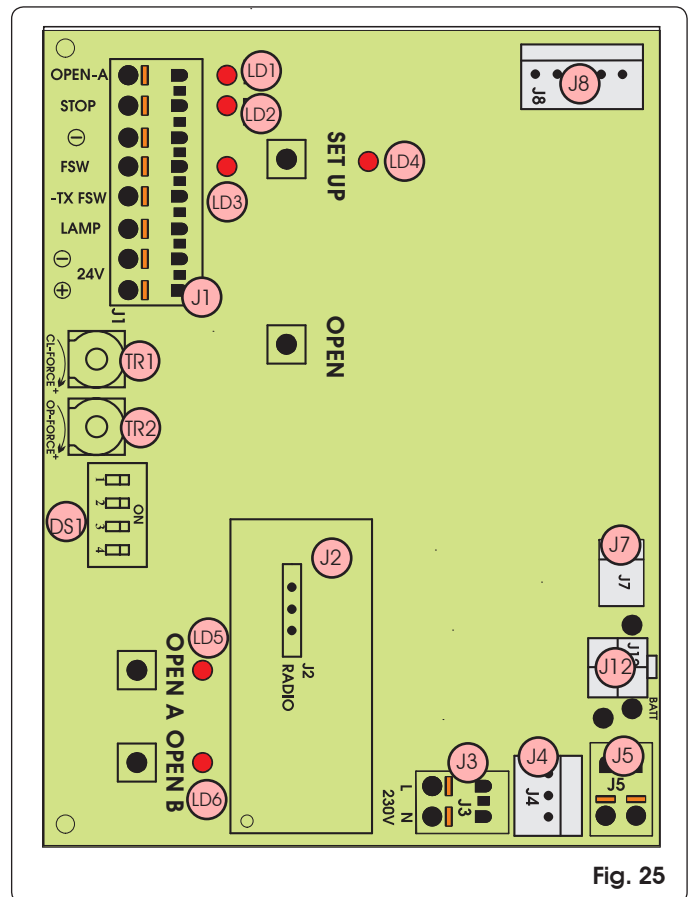 OPEN-A
STOP
⊖
FSW
-TX FSW
LAMP
⊖
24V
⊕
J1
J1
LD1
LD2
LD3
SET UP
LD4
J8
J8
OPEN
CL-FORCE +
TR1
OP-FORCE +
TR2
DS1
1
2
3
4
ON
J2
J2
RADIO
OPEN A
LD5
OPEN B
LD6
J7
J7
J12
BATT
J3
J3
L
N
230V
J4
J4
J5
J5
Fig. 25